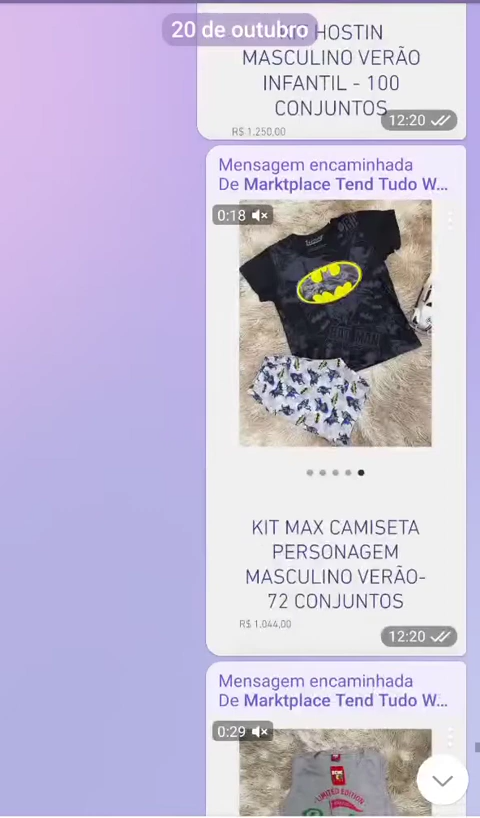 20 de outubro
KIT HOSTIN
MASCULINO VERÃO
INFANTIL - 100
CONJUNTOS
R$ 1.250,00
12:20
Mensagem encaminhada
De Marktplace Tend Tudo W...
0:18
KIT MAX CAMISETA
PERSONAGEM
MASCULINO VERÃO-
72 CONJUNTOS
R$ 1.044,00
12:20
Mensagem encaminhada
De Marktplace Tend Tudo W...
0:29
LIMITED EDITION